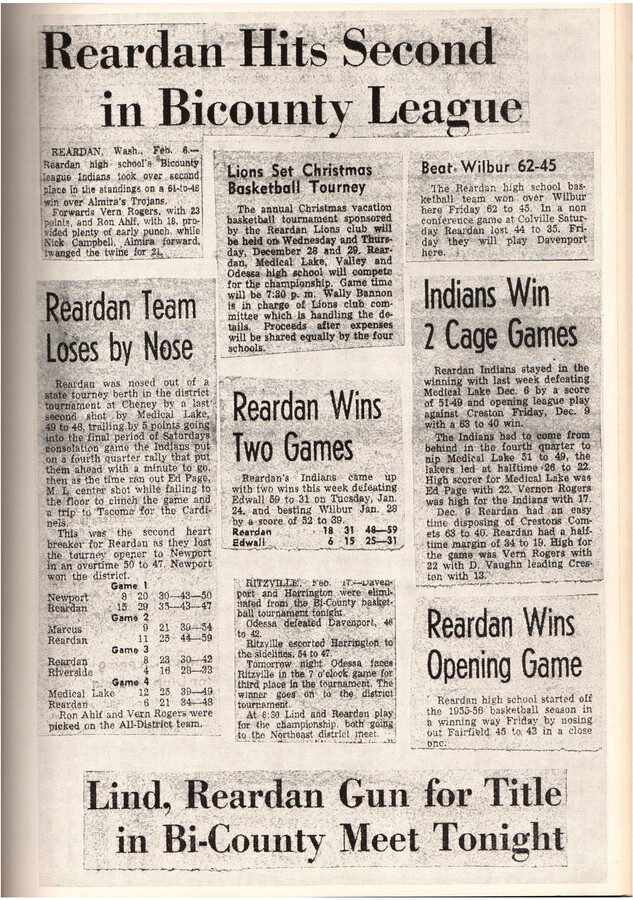 Reardan Hits Second
in Bicounty League
REARDAN, Wash., Feb. 6.—
Reardan high school's Bicounty
league Indians took over second
place in the standings on a 61-to-46
win over Almira's Trojans.
Forwards Vern Rogers, with 23
points, and Ron Ahlf, with 18, pro-
vided plenty of early punch, while
Nick Campbell, Almira forward,
twanged the twine for 21.
Reardan Team
Loses by Nose
Reardan was nosed out of a
state tourney berth in the district
tournament at Cheney by a last
second shot by Medical Lake,
49 to 48, trailing by 5 points going
into the final period of Saturdays
consolation game the Indians put
on a fourth quarter rally that put
them ahead with a minute to go,
then as the time ran out Ed Page,
M. L. center shot while falling to
the floor to clinch the game and
a trip to Tacoma for the Cardi-
nels.
This was the second heart
breaker for Reardan as they lost
the tourney opener to Newport
in an overtime 50 to 47. Newport
won the district.
Game 1
Newport 8 20 30—43—50
Reardan 15 29 35—43—47
Game 2
Marcus 9 21 30—54
Reardan 11 25 44—59
Game 3
Reardan 8 23 30—42
Riverside 4 16 28—33
Game 4
Medical Lake 12 25 39—49
Reardan 6 21 34—48
Ron Ahlf and Vern Rogers were
picked on the All-District team.
Lions Set Christmas
Basketball Tourney
The annual Christmas vacation
basketball tournament sponsored
by the Reardan Lions club will
be held on Wednesday and Thurs-
day, December 28 and 29. Rear-
dan, Medical Lake, Valley and
Odessa high school will compete
for the championship. Game time
will be 7:30 p. m. Wally Bannon
is in charge of Lions club com-
mittee which is handling the de-
tails. Proceeds after expenses
will be shared equally by the four
schools.
Reardan Wins
Two Games
Reardan's Indians came up
with two wins this week defeating
Edwall 59 to 31 on Tuesday, Jan.
24, and besting Wilbur Jan. 28
by a score of 52 to 39.
Reardan 18 31 48—59
Edwall 6 15 25—31
RITZVILLE, Feb. 17.—Daven-
port and Harrington were elimi-
nated from the Bi-County basket-
ball tournament tonight.
Odessa defeated Davenport, 46
to 42.
Ritzville escorted Harrington to
the sidelines, 54 to 47.
Tomorrow night Odessa faces
Ritzville in the 7 o'clock game for
third place in the tournament. The
winner goes on to the district
tournament.
At 8:30 Lind and Reardan play
for the championship, both going
to the Northeast district meet.
Beat Wilbur 62-45
The Reardan high school bas-
ketball team won over Wilbur
here Friday 62 to 45. In a non
conference game at Colville Satur-
day Reardan lost 44 to 35. Fri-
day they will play Davenport
here.
Indians Win
2 Cage Games
Reardan Indians stayed in the
winning with last week defeating
Medical Lake Dec. 6 by a score
of 51-49 and opening league play
against Creston Friday, Dec. 9
with a 63 to 40 win.
The Indians had to come from
behind in the fourth quarter to
nip Medical Lake 51 to 49, the
lakers led at halftime 26 to 22.
High scorer for Medical Lake was
Ed Page with 22. Vernon Rogers
was high for the Indians with 17.
Dec. 9 Reardan had an easy
time disposing of Crestons Com-
ets 63 to 40. Reardan had a half-
time margin of 34 to 19. High for
the game was Vern Rogers with
22 with D. Vaughn leading Cres-
ton with 13.
Reardan Wins
Opening Game
Reardan high school started off
the 1955-56 basketball season in
a winning way Friday by nosing
out Fairfield 45 to 43 in a close
one.
Lind, Reardan Gun for Title
in Bi-County Meet Tonight